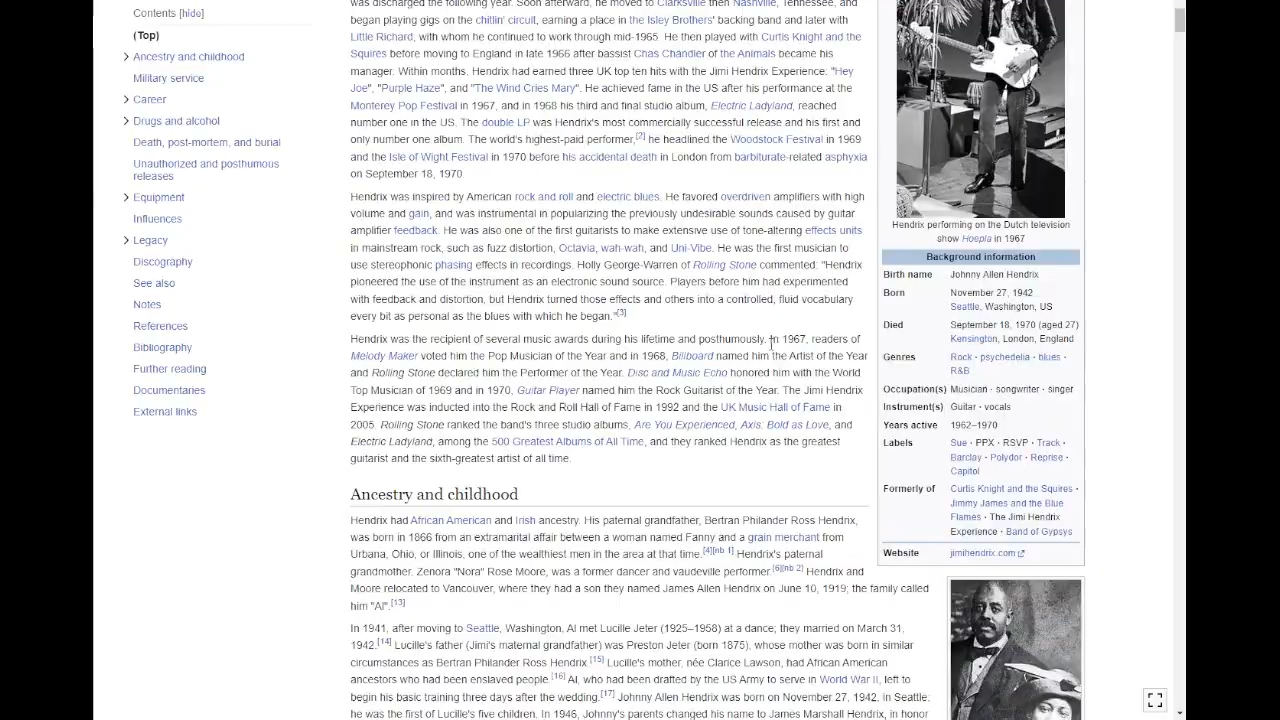 Contents [hide]
(Top)
Ancestry and childhood
Military service
Career
Drugs and alcohol
Death, post-mortem, and burial
Unauthorized and posthumous
releases
Equipment
Influences
Legacy
Discography
See also
Notes
References
Bibliography
Further reading
Documentaries
External links
was discharged the following year. Soon afterward, he moved to Clarksville then Nashville, Tennessee, and
began playing gigs on the chitlin' circuit, earning a place in the Isley Brothers' backing band and later with
Little Richard, with whom he continued to work through mid-1965. He then played with Curtis Knight and the
Squires before moving to England in late 1966 after bassist Chas Chandler of the Animals became his
manager. Within months, Hendrix had earned three UK top ten hits with the Jimi Hendrix Experience: "Hey
Joe", "Purple Haze", and "The Wind Cries Mary". He achieved fame in the US after his performance at the
Monterey Pop Festival in 1967, and in 1968 his third and final studio album, Electric Ladyland, reached
number one in the US. The double LP was Hendrix's most commercially successful release and his first and
only number one album. The world's highest-paid performer,[2] he headlined the Woodstock Festival in 1969
and the Isle of Wight Festival in 1970 before his accidental death in London from barbiturate-related asphyxia
on September 18, 1970.
Hendrix was inspired by American rock and roll and electric blues. He favored overdriven amplifiers with high
volume and gain, and was instrumental in popularizing the previously undesirable sounds caused by guitar
amplifier feedback. He was also one of the first guitarists to make extensive use of tone-altering effects units
in mainstream rock, such as fuzz distortion, Octavia, wah-wah, and Uni-Vibe. He was the first musician to
use stereophonic phasing effects in recordings. Holly George-Warren of Rolling Stone commented: "Hendrix
pioneered the use of the instrument as an electronic sound source. Players before him had experimented
with feedback and distortion, but Hendrix turned those effects and others into a controlled, fluid vocabulary
every bit as personal as the blues with which he began."[3]
Hendrix was the recipient of several music awards during his lifetime and posthumously. In 1967, readers of
Melody Maker voted him the Pop Musician of the Year and in 1968, Billboard named him the Artist of the Year
and Rolling Stone declared him the Performer of the Year. Disc and Music Echo honored him with the World
Top Musician of 1969 and in 1970, Guitar Player named him the Rock Guitarist of the Year. The Jimi Hendrix
Experience was inducted into the Rock and Roll Hall of Fame in 1992 and the UK Music Hall of Fame in
2005. Rolling Stone ranked the band's three studio albums, Are You Experienced, Axis: Bold as Love, and
Electric Ladyland, among the 500 Greatest Albums of All Time, and they ranked Hendrix as the greatest
guitarist and the sixth-greatest artist of all time.
Ancestry and childhood
Hendrix had African American and Irish ancestry. His paternal grandfather, Bertran Philander Ross Hendrix,
was born in 1866 from an extramarital affair between a woman named Fanny and a grain merchant from
Urbana, Ohio, or Illinois, one of the wealthiest men in the area at that time.[4][nb 1] Hendrix's paternal
grandmother, Zenora "Nora" Rose Moore, was a former dancer and vaudeville performer.[6][nb 2] Hendrix and
Moore relocated to Vancouver, where they had a son they named James Allen Hendrix on June 10, 1919; the family called
him "Al".[13]
In 1941, after moving to Seattle, Washington, Al met Lucille Jeter (1925–1958) at a dance; they married on March 31,
1942.[14] Lucille's father (Jimi's maternal grandfather) was Preston Jeter (born 1875), whose mother was born in similar
circumstances as Bertran Philander Ross Hendrix.[15] Lucille's mother, née Clarice Lawson, had African American
ancestors who had been enslaved people.[16] Al, who had been drafted by the US Army to serve in World War II, left to
begin his basic training three days after the wedding.[17] Johnny Allen Hendrix was born on November 27, 1942, in Seattle;
he was the first of Lucille's five children. In 1946, Johnny's parents changed his name to James Marshall Hendrix, in honor
Hendrix performing on the Dutch television
show Hoepla in 1967
Background information
Birth name Johnny Allen Hendrix
Born November 27, 1942
Seattle, Washington, US
Died September 18, 1970 (aged 27)
Kensington, London, England
Genres Rock · psychedelia · blues ·
R&B
Occupation(s) Musician · songwriter · singer
Instrument(s) Guitar · vocals
Years active 1962–1970
Labels Sue · PPX · RSVP · Track ·
Barclay · Polydor · Reprise ·
Capitol
Formerly of Curtis Knight and the Squires ·
Jimmy James and the Blue
Flames · The Jimi Hendrix
Experience · Band of Gypsys
Website jimihendrix.com